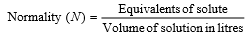 Normality (N) = Equivalents of solute / Volume of solution in litres